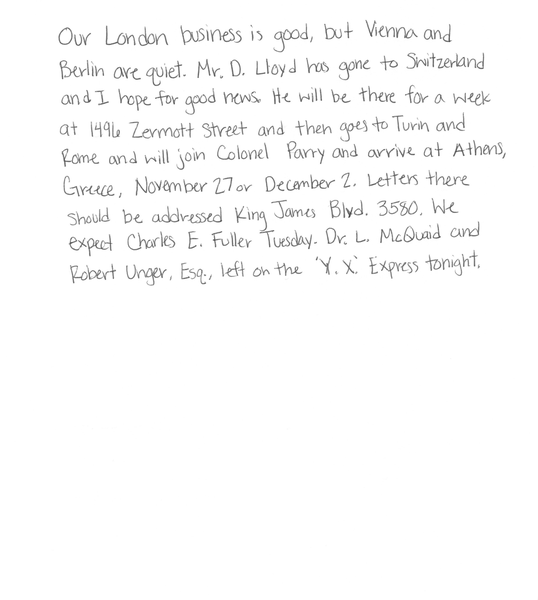 Our London business is good, but Vienna and
Berlin are quiet. Mr. D. Lloyd has gone to Switzerland
and I hope for good news. He will be there for a week
at 1496 Zermott Street and then goes to Turin and
Rome and will join Colonel Parry and arrive at Athens,
Greece, November 27 or December 2. Letters there
should be addressed King James Blvd. 3580. We
expect Charles E. Fuller Tuesday. Dr. L. McQuaid and
Robert Unger, Esq., left on the 'Y. X.' Express tonight.